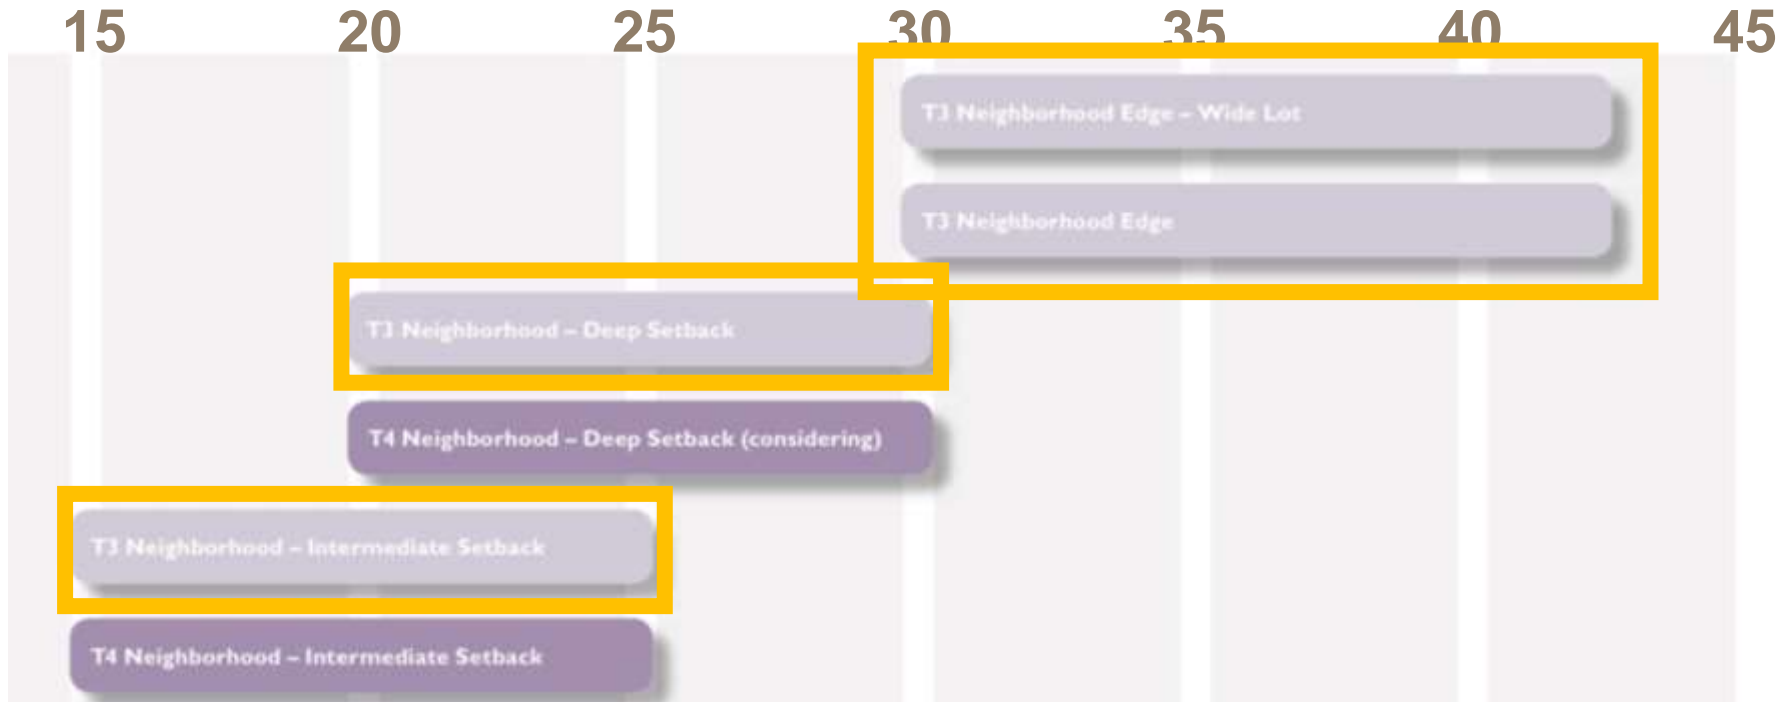 15 20 25 30 35 40 45
T3 Neighborhood Edge – Wide Lot
T3 Neighborhood Edge
T3 Neighborhood – Deep Setback
T4 Neighborhood – Deep Setback (considering)
T3 Neighborhood – Intermediate Setback
T4 Neighborhood – Intermediate Setback